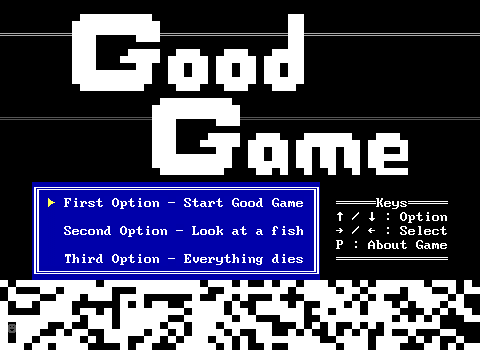 Good
Game
► First Option - Start Good Game
Second Option - Look at a fish
Third Option - Everything dies
Keys
↑ / ↓ : Option
→ / ← : Select
P : About Game